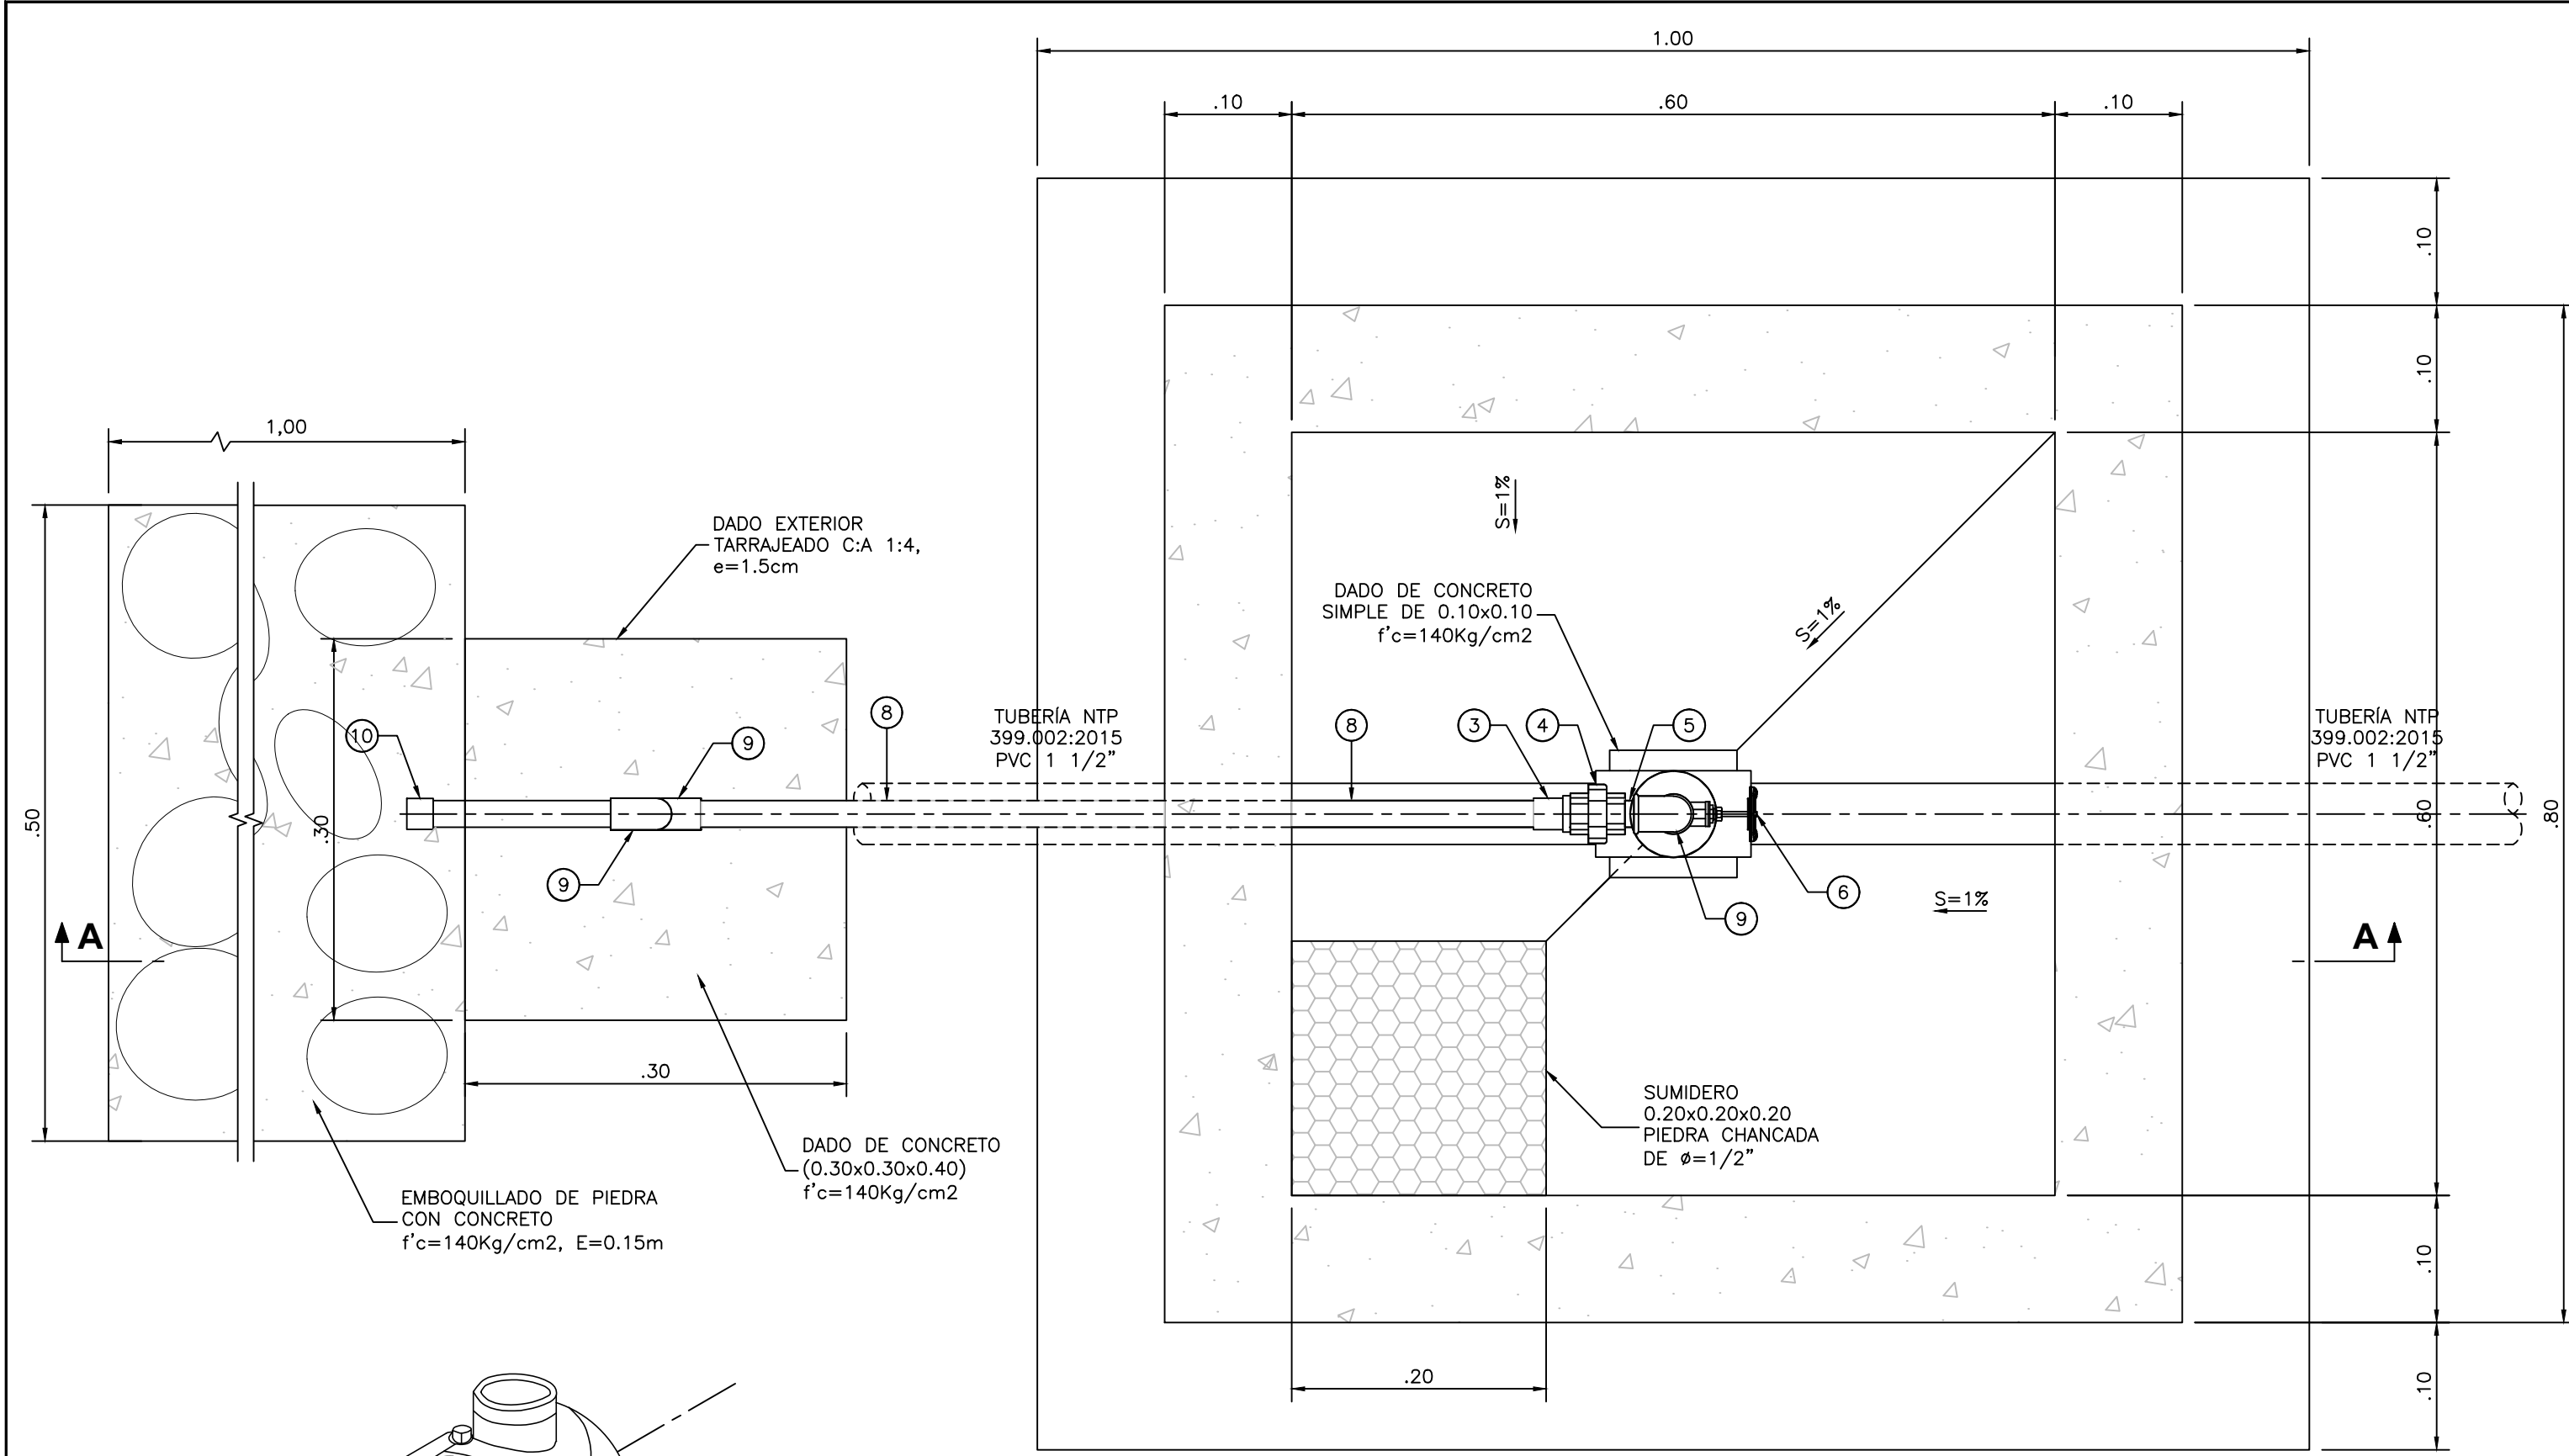 1.00
.10
.60
.10
.10
.10
1,00
S=1%
DADO EXTERIOR
TARRAJEADO C:A 1:4,
e=1.5cm
DADO DE CONCRETO
SIMPLE DE 0.10x0.10
f'c=140Kg/cm2
S=1%
10
9
8
TUBERÍA NTP
399.002:2015
PVC 1 1/2"
8
3
4
5
TUBERÍA NTP
399.002:2015
PVC 1 1/2"
.50
.30
.60
.80
9
6
9
S=1%
A
A
.30
SUMIDERO
0.20x0.20x0.20
PIEDRA CHANCADA
DE ø=1/2"
DADO DE CONCRETO
(0.30x0.30x0.40)
f'c=140Kg/cm2
EMBOQUILLADO DE PIEDRA
CON CONCRETO
f'c=140Kg/cm2, E=0.15m
.10
.20
.10